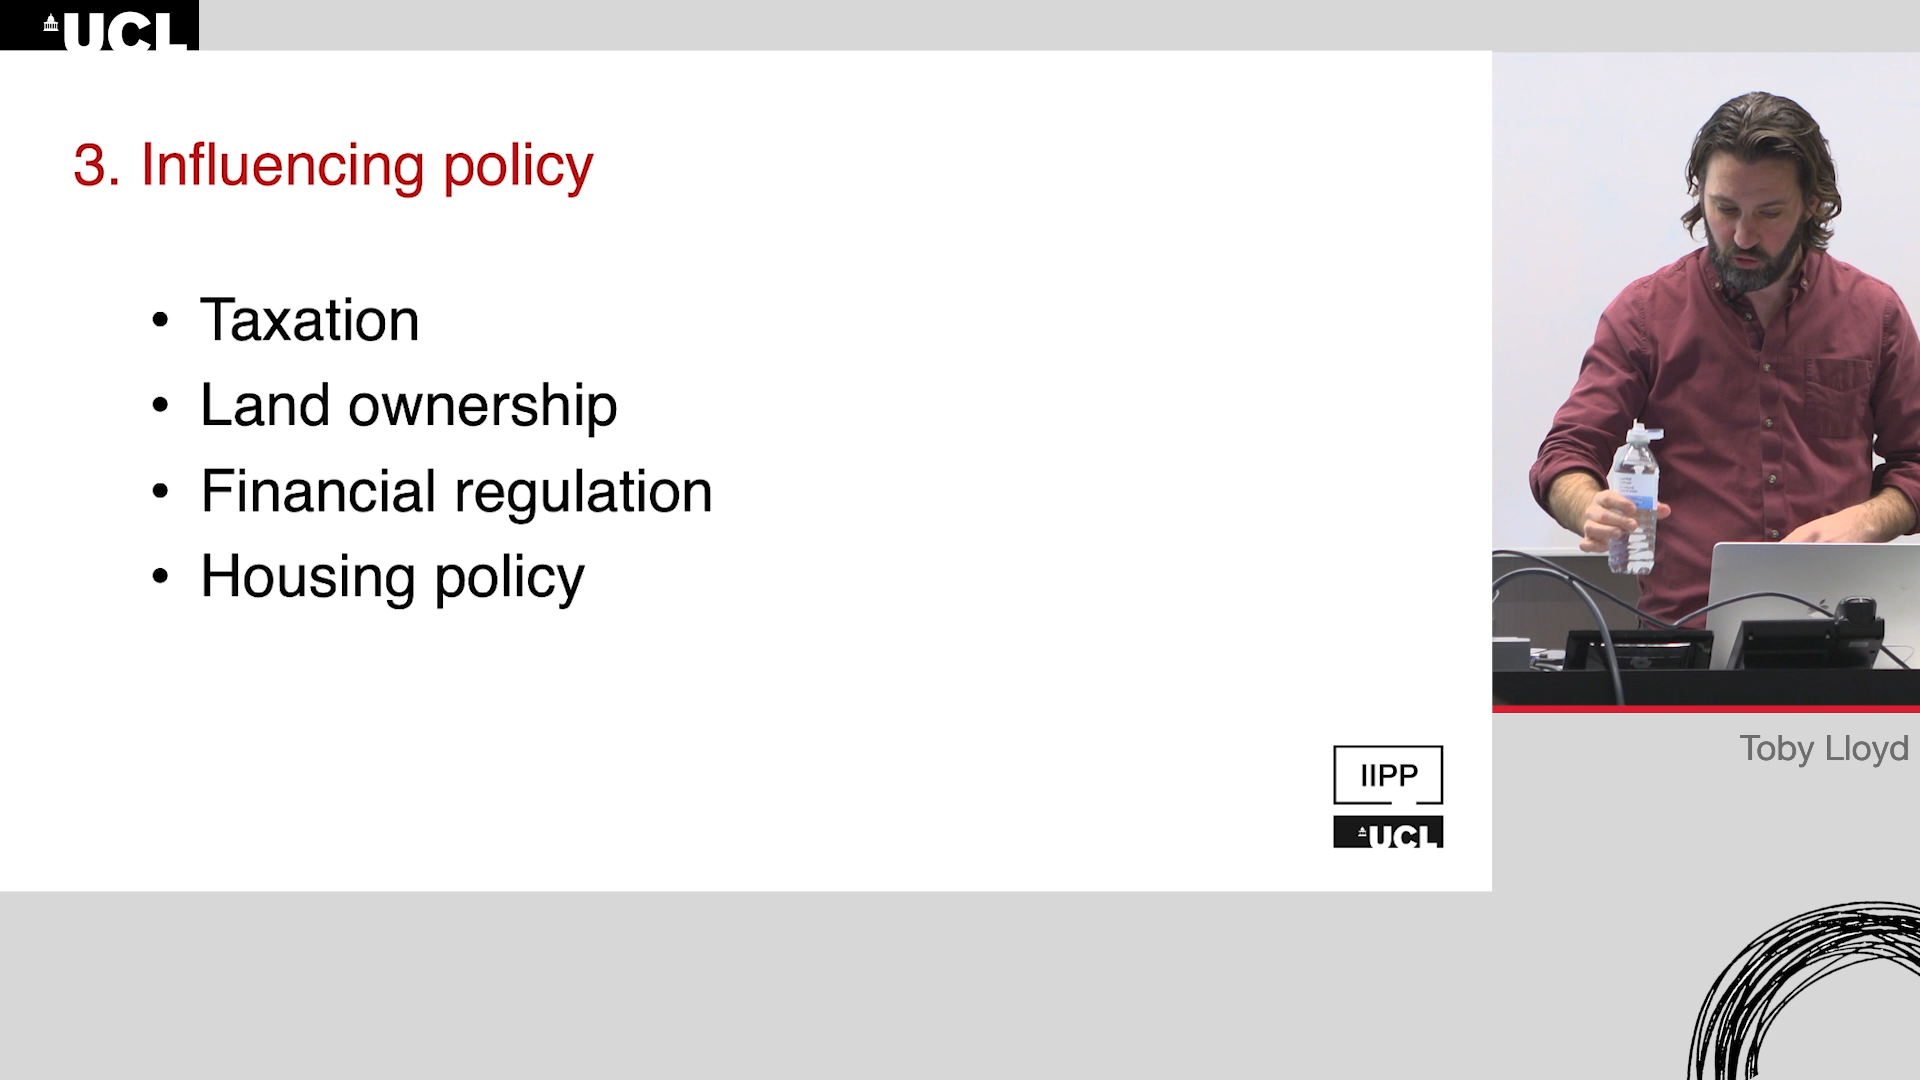 UCL
3. Influencing policy
• Taxation
• Land ownership
• Financial regulation
• Housing policy
IIPP
UCL
Toby Lloyd